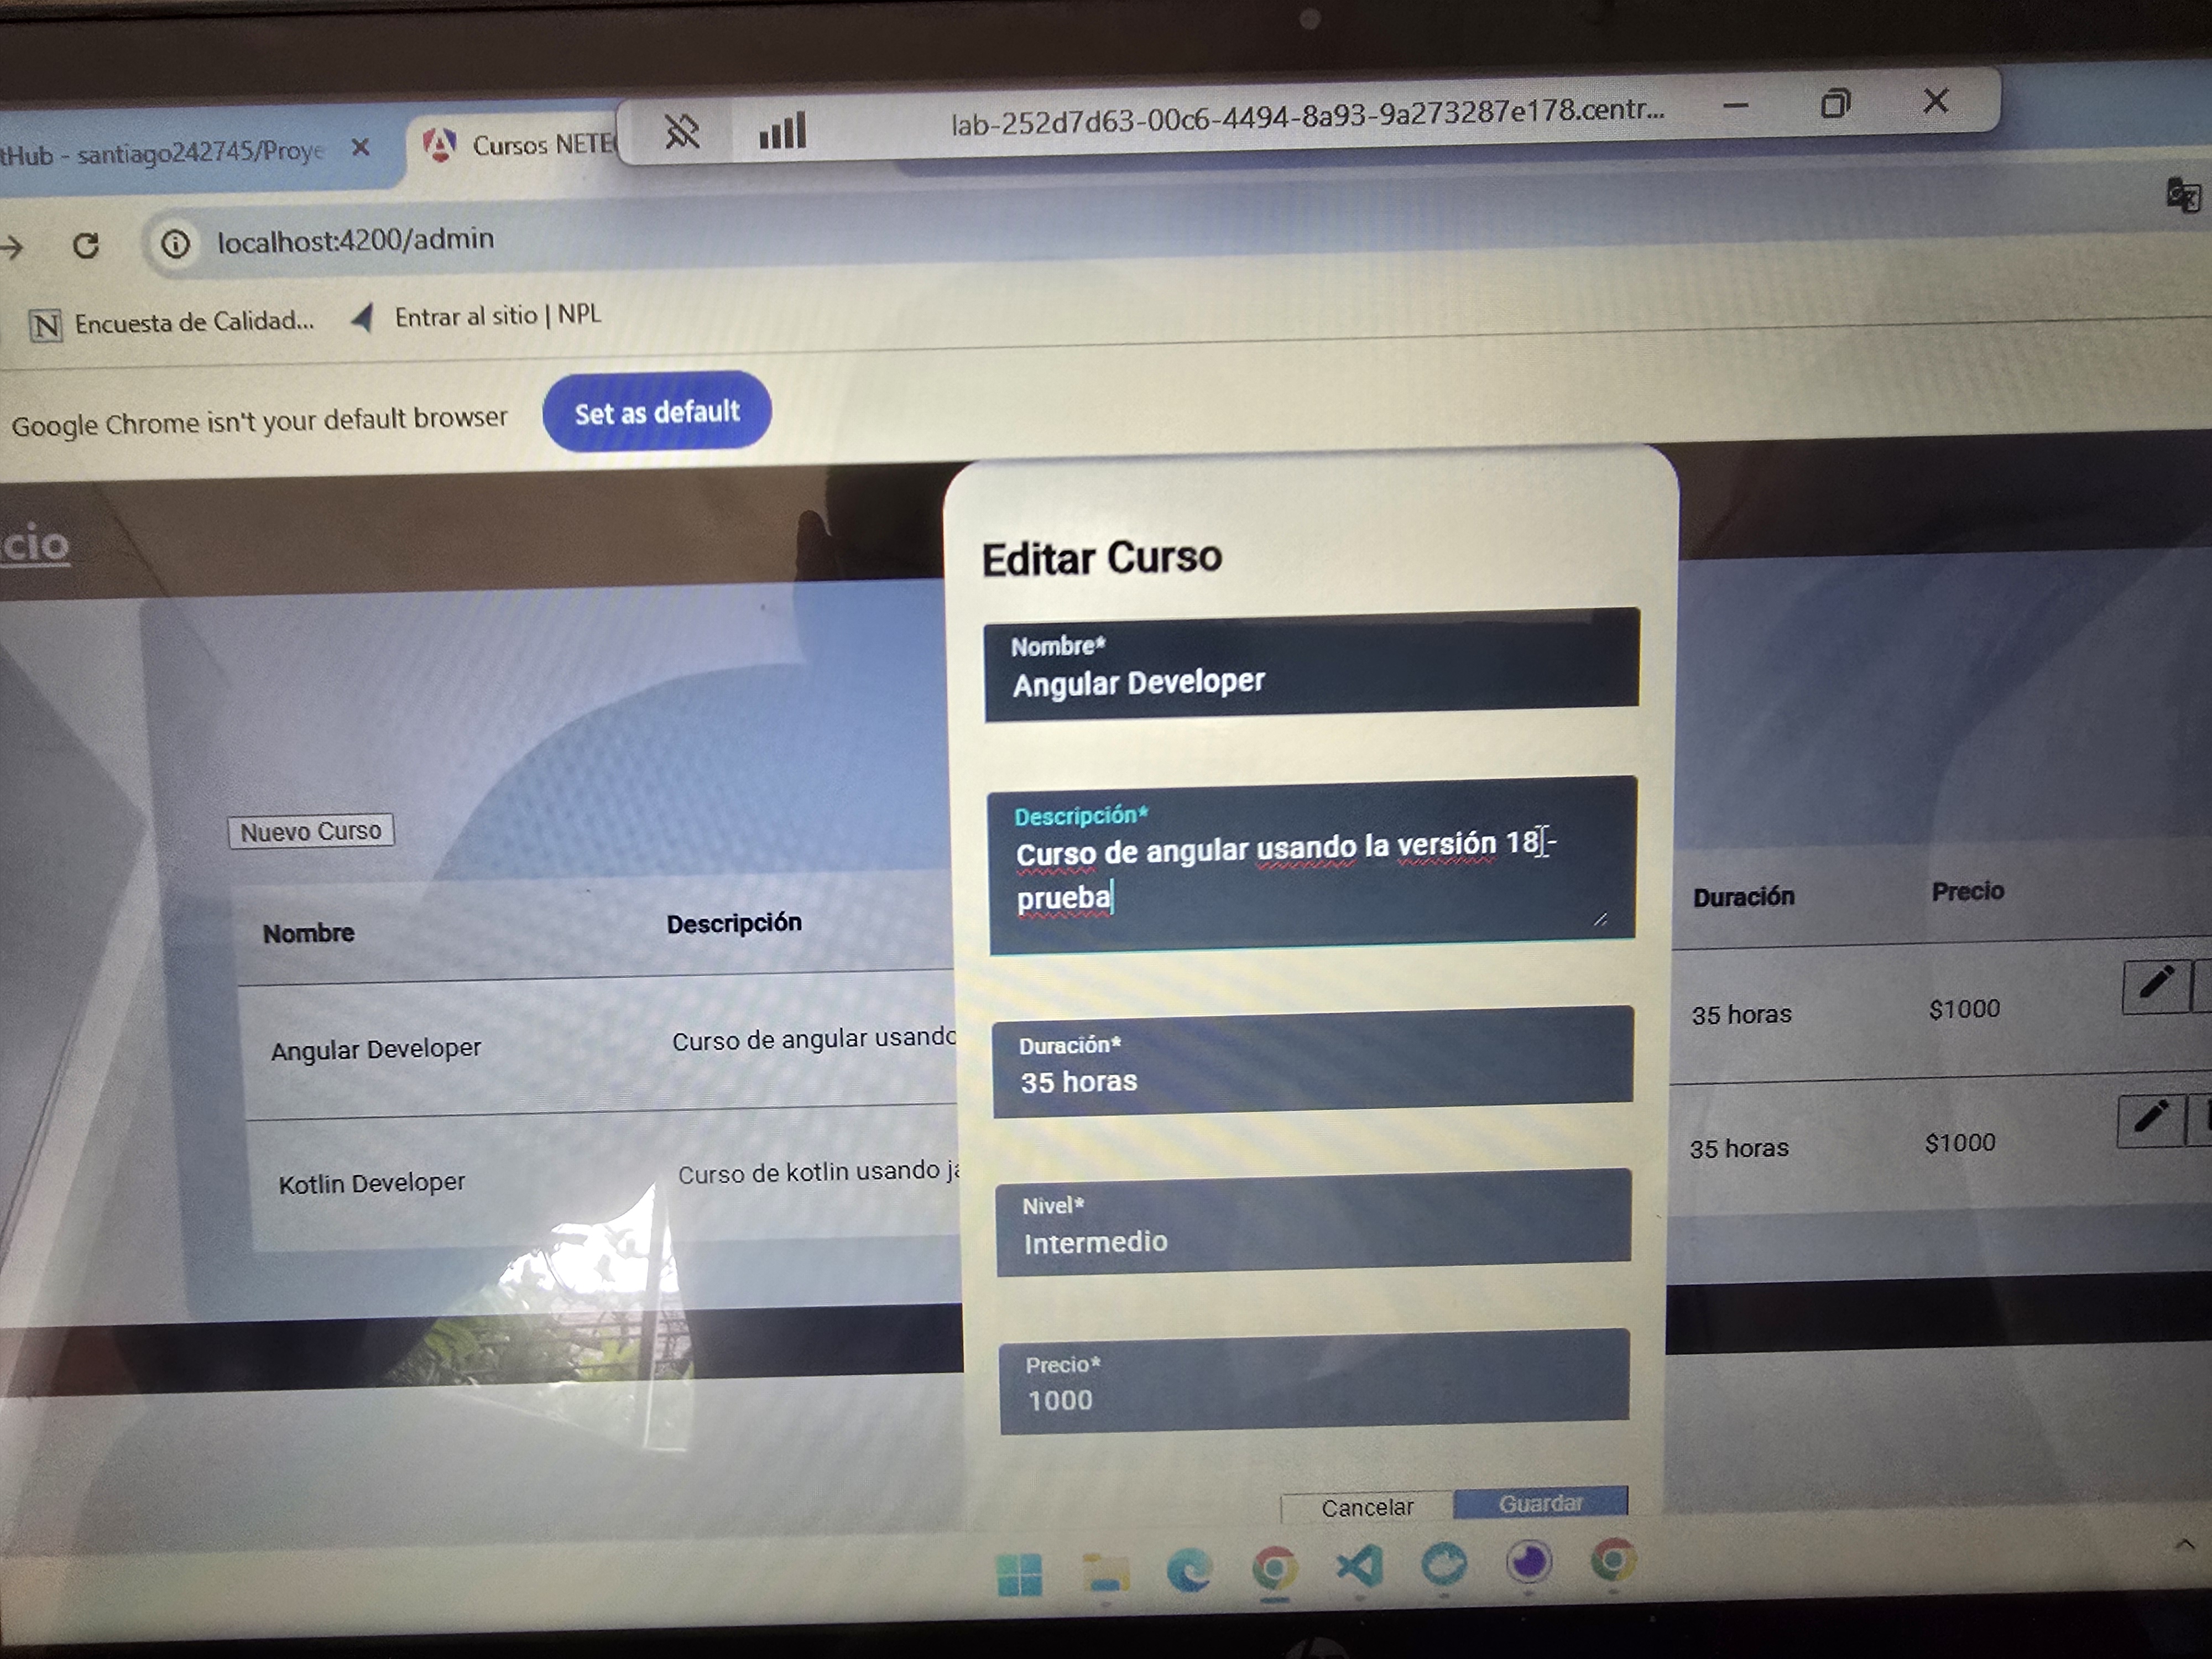 lab-252d7d63-00c6-4494-8a93-9a273287e178.centr...
tHub - santiago242745/Proye
Cursos NETE
localhost:4200/admin
Encuesta de Calidad...
Entrar al sitio | NPL
Google Chrome isn't your default browser
Set as default
cio
Editar Curso
Nombre*
Angular Developer
Descripción*
Curso de angular usando la versión 18 -
prueba
Duración*
35 horas
Nivel*
Intermedio
Precio*
1000
Cancelar
Guardar
Nuevo Curso
Nombre
Descripción
Duración
Precio
Angular Developer
Curso de angular usando
35 horas
$1000
Kotlin Developer
Curso de kotlin usando ja
35 horas
$1000